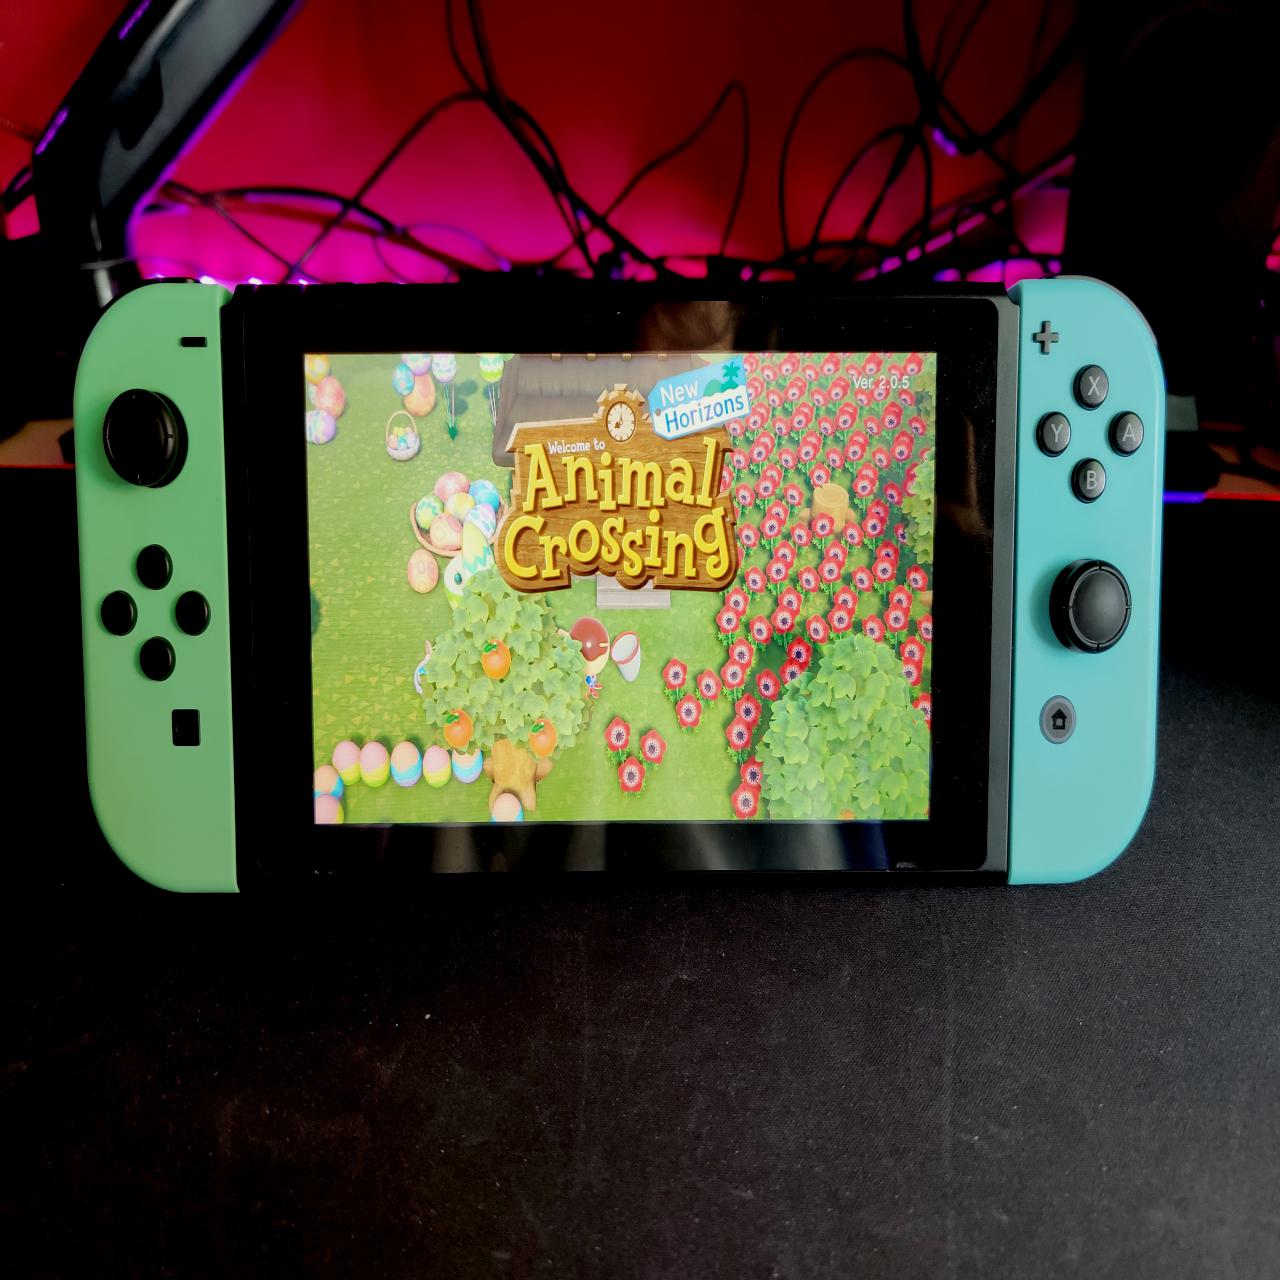 New
Horizons
Ver. 2.0.5
Welcome to
Animal
Crossing
X
Y
A
B